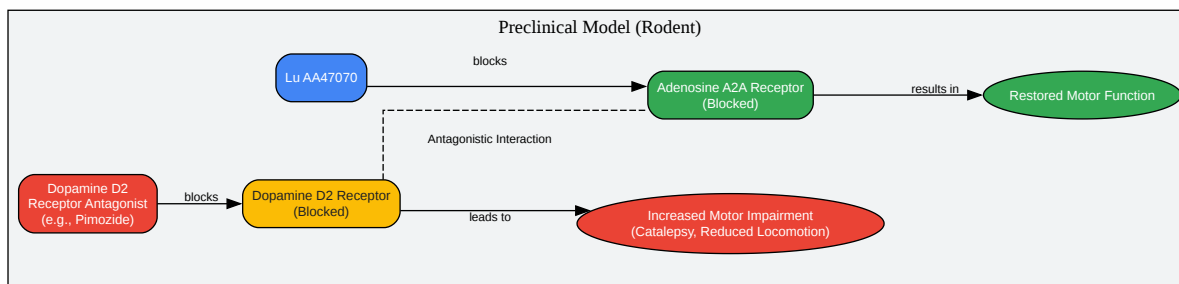 Preclinical Model (Rodent)
Lu AA47070
blocks
Adenosine A2A Receptor
(Blocked)
results in
Restored Motor Function
Antagonistic Interaction
Dopamine D2
Receptor Antagonist
(e.g., Pimozide)
blocks
Dopamine D2 Receptor
(Blocked)
leads to
Increased Motor Impairment
(Catalepsy, Reduced Locomotion)